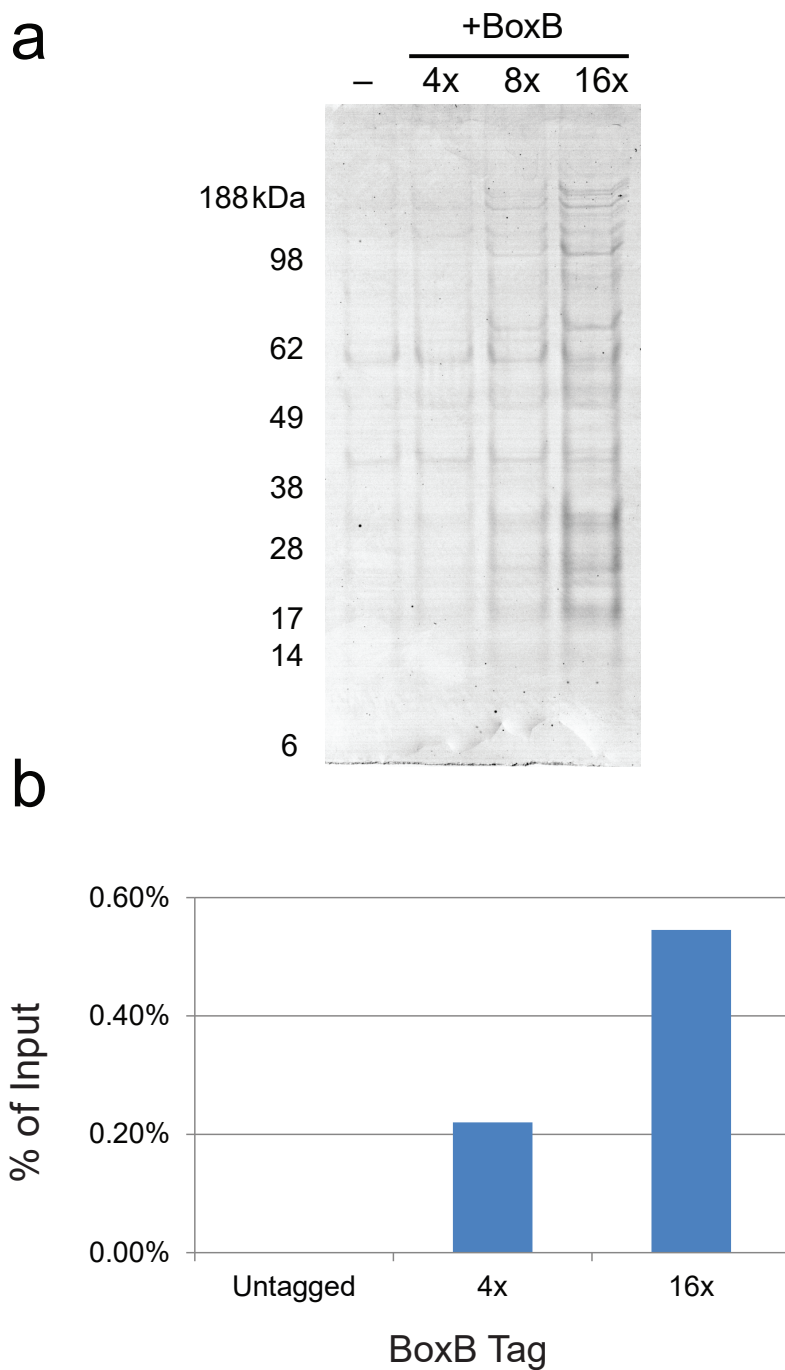 a
+BoxB
– 4x 8x 16x
188 kDa
98
62
49
38
28
17
14
6
b
0.60%
0.40%
0.20%
0.00%
% of Input
Untagged 4x 16x
BoxB Tag